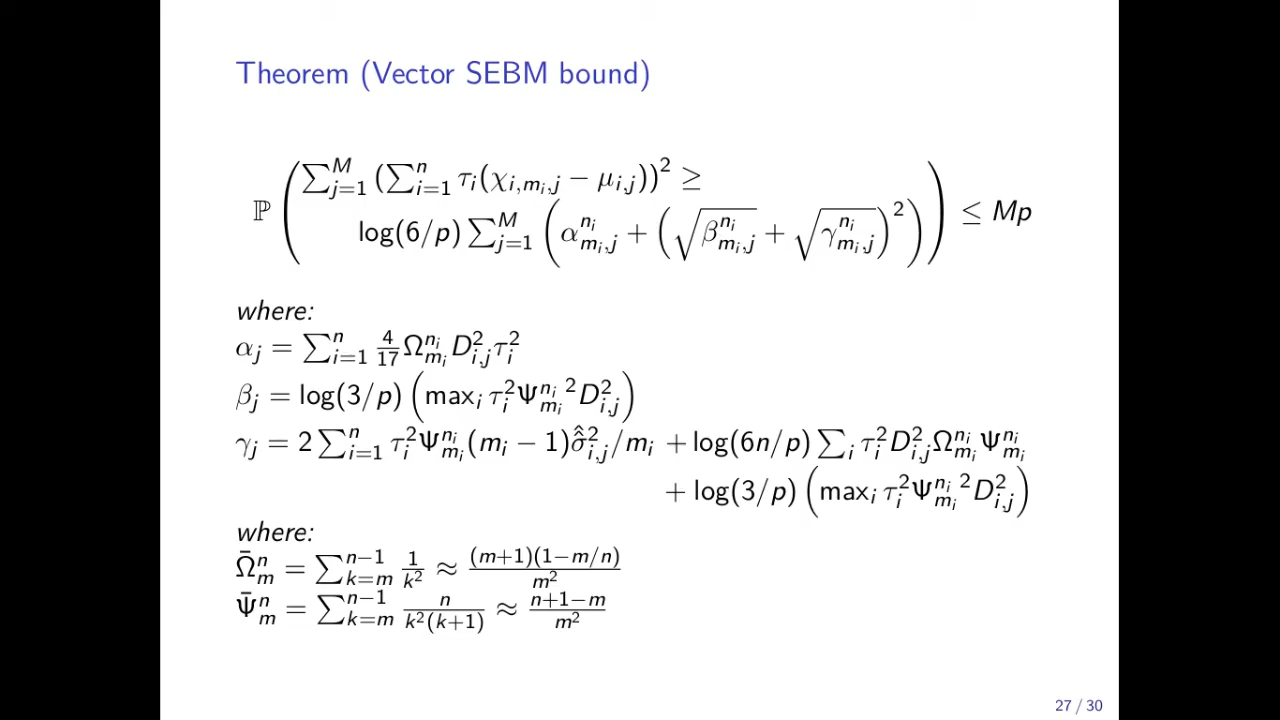 Theorem (Vector SEBM bound)
ℙ ( ∑_{j=1}^{M} (∑_{i=1}^{n} τ_i(χ_{i,m_i,j} − μ_{i,j}))² ≥
log(6/p) ∑_{j=1}^{M} ( α^{n_i}_{m_i,j} + ( √β^{n_i}_{m_i,j} + √γ^{n_i}_{m_i,j} )² ) ) ≤ Mp
where:
α_j = ∑_{i=1}^{n} 4/17 Ω^{n_i}_{m_i} D²_{i,j} τ²_i
β_j = log(3/p) ( max_i τ²_i Ψ^{n_i}_{m_i}² D²_{i,j} )
γ_j = 2 ∑_{i=1}^{n} τ²_i Ψ^{n_i}_{m_i} (m_i − 1) σ̂̂²_{i,j}/m_i + log(6n/p) ∑_i τ²_i D²_{i,j} Ω^{n_i}_{m_i} Ψ^{n_i}_{m_i}
+ log(3/p) ( max_i τ²_i Ψ^{n_i}_{m_i}² D²_{i,j} )
where:
Ω̄^n_m = ∑_{k=m}^{n−1} 1/k² ≈ (m+1)(1−m/n)/m²
Ψ̄^n_m = ∑_{k=m}^{n−1} n/(k²(k+1)) ≈ (n+1−m)/m²
27 / 30